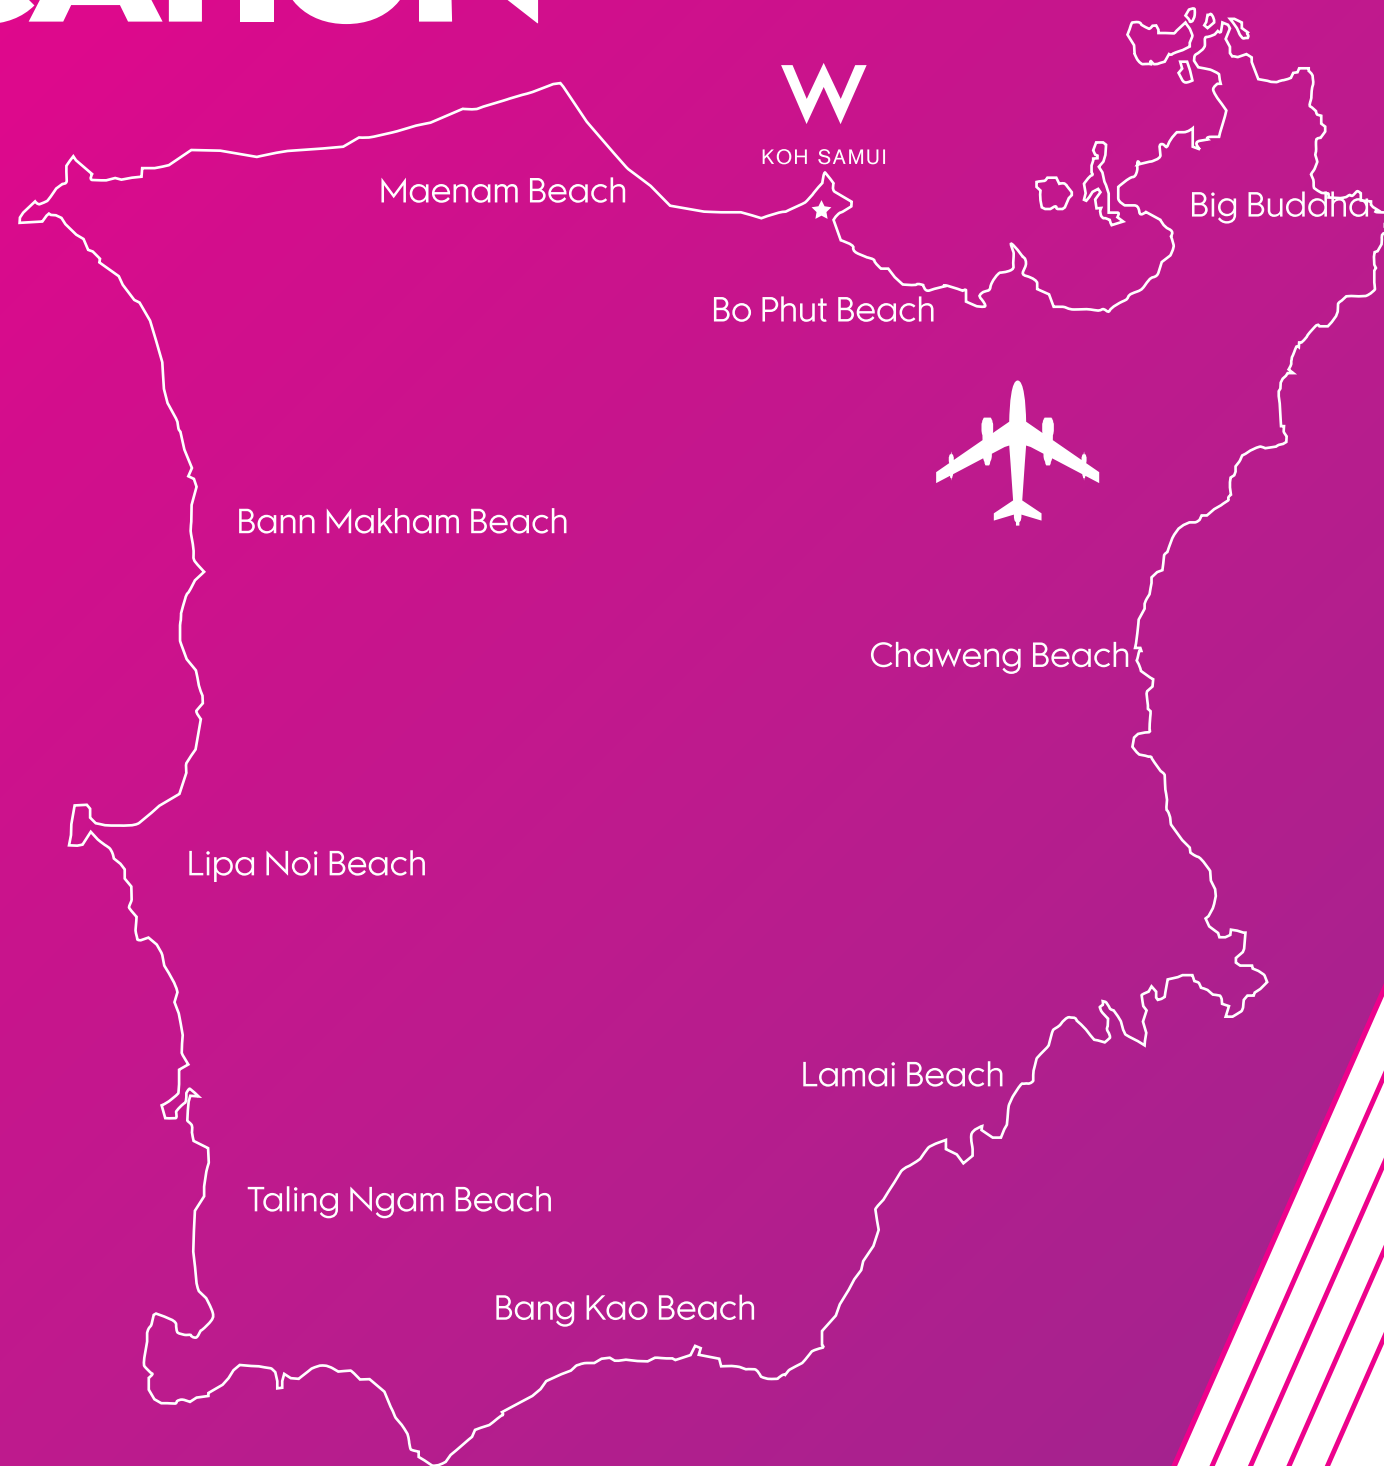 W
KOH SAMUI
Maenam Beach
Big Buddha
Bo Phut Beach
Bann Makham Beach
Chaweng Beach
Lipa Noi Beach
Lamai Beach
Taling Ngam Beach
Bang Kao Beach